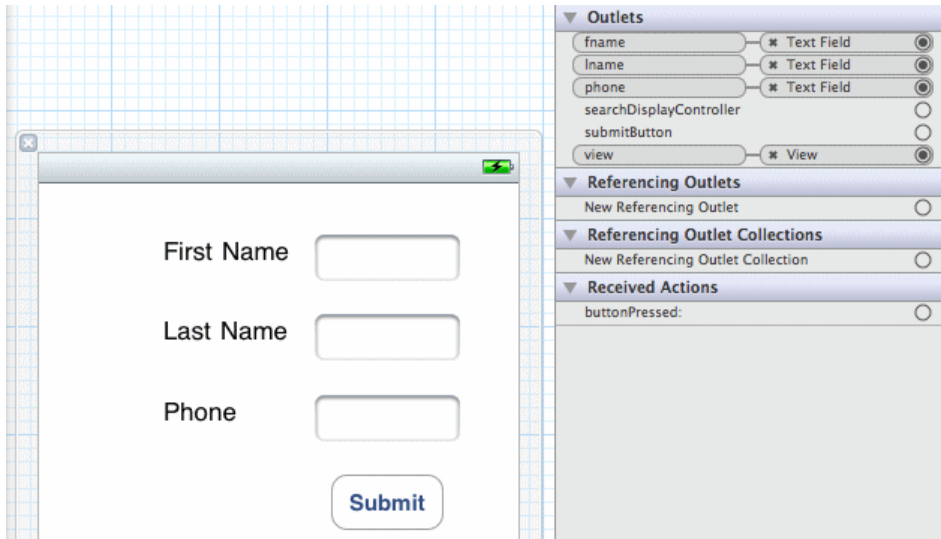 First Name
Last Name
Phone
Submit
Outlets
fname Text Field
lname Text Field
phone Text Field
searchDisplayController
submitButton
view View
Referencing Outlets
New Referencing Outlet
Referencing Outlet Collections
New Referencing Outlet Collection
Received Actions
buttonPressed: